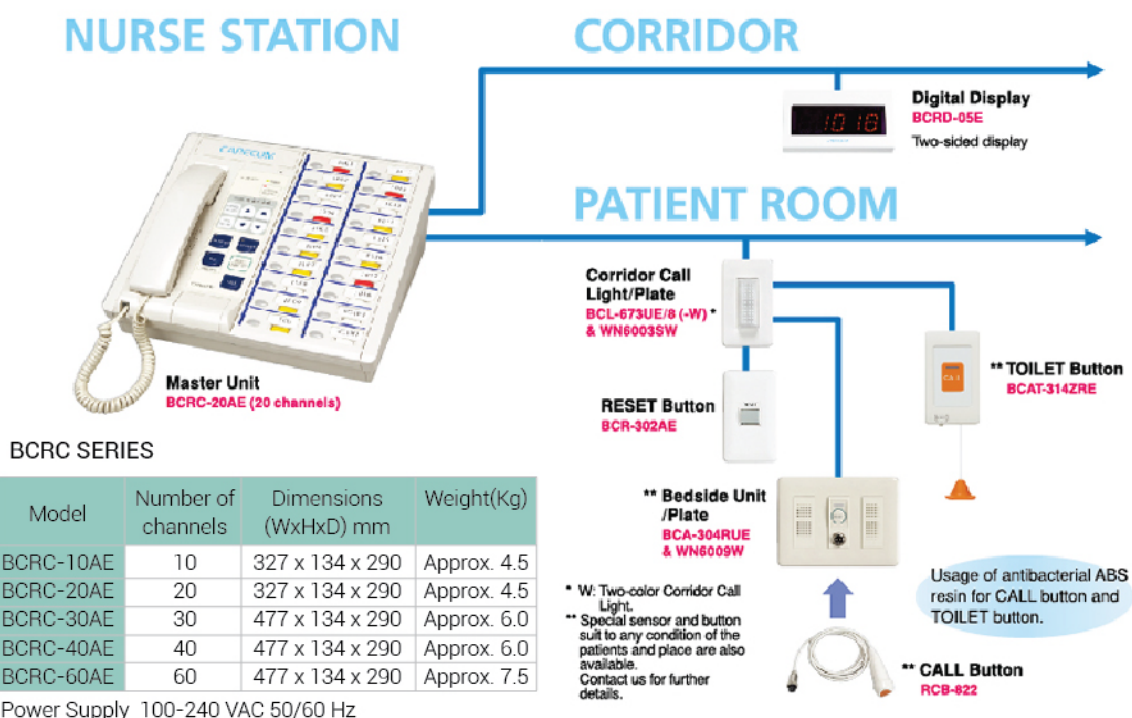 NURSE STATION
CORRIDOR
Digital Display
BCRD-05E
Two-sided display
1018
PATIENT ROOM
Corridor Call
Light/Plate
BCL-673UE/8 (-W) *
& WN6003SW
** TOILET Button
BCAT-314ZRE
CALL
Master Unit
BCRC-20AE (20 channels)
RESET Button
BCR-302AE
BCRC SERIES
Model Number of channels Dimensions (WxHxD) mm Weight(Kg)
BCRC-10AE 10 327 x 134 x 290 Approx. 4.5
BCRC-20AE 20 327 x 134 x 290 Approx. 4.5
BCRC-30AE 30 477 x 134 x 290 Approx. 6.0
BCRC-40AE 40 477 x 134 x 290 Approx. 6.0
BCRC-60AE 60 477 x 134 x 290 Approx. 7.5
Power Supply 100-240 VAC 50/60 Hz
** Bedside Unit
/Plate
BCA-304RUE
& WN6009W
* W: Two-color Corridor Call
Light.
** Special sensor and button
suit to any condition of the
patients and place are also
available.
Contact us for further
details.
Usage of antibacterial ABS
resin for CALL button and
TOILET button.
** CALL Button
RCB-822